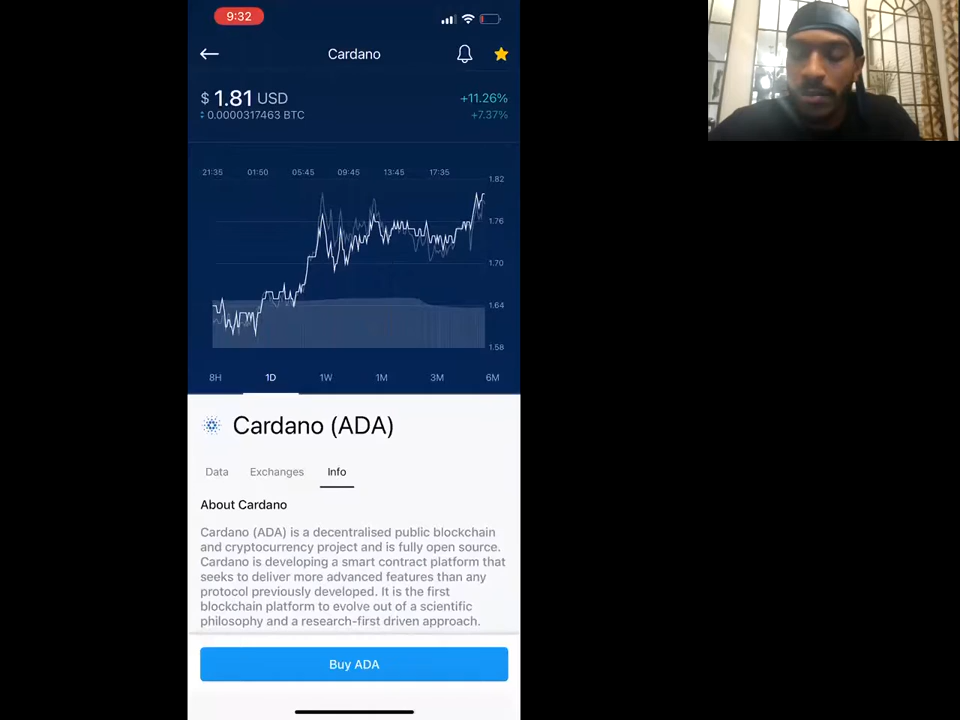 9:32
Cardano
$ 1.81 USD
+11.26%
0.0000317463 BTC
+7.37%
21:35 01:50 05:45 09:45 13:45 17:35
1.82
1.76
1.70
1.64
1.58
8H 1D 1W 1M 3M 6M
Cardano (ADA)
Data Exchanges Info
About Cardano
Cardano (ADA) is a decentralised public blockchain
and cryptocurrency project and is fully open source.
Cardano is developing a smart contract platform that
seeks to deliver more advanced features than any
protocol previously developed. It is the first
blockchain platform to evolve out of a scientific
philosophy and a research-first driven approach.
Buy ADA